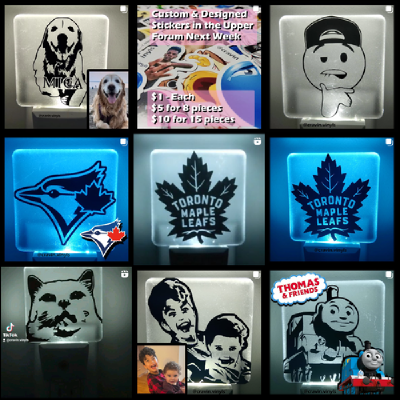 MICA
Custom & Designed
Stickers in the Upper
Forum Next Week
$1 - Each
$5 for 8 pieces
$10 for 15 pieces
TORONTO
MAPLE
LEAFS
TORONTO
MAPLE
LEAFS
TikTok
THOMAS
& FRIENDS